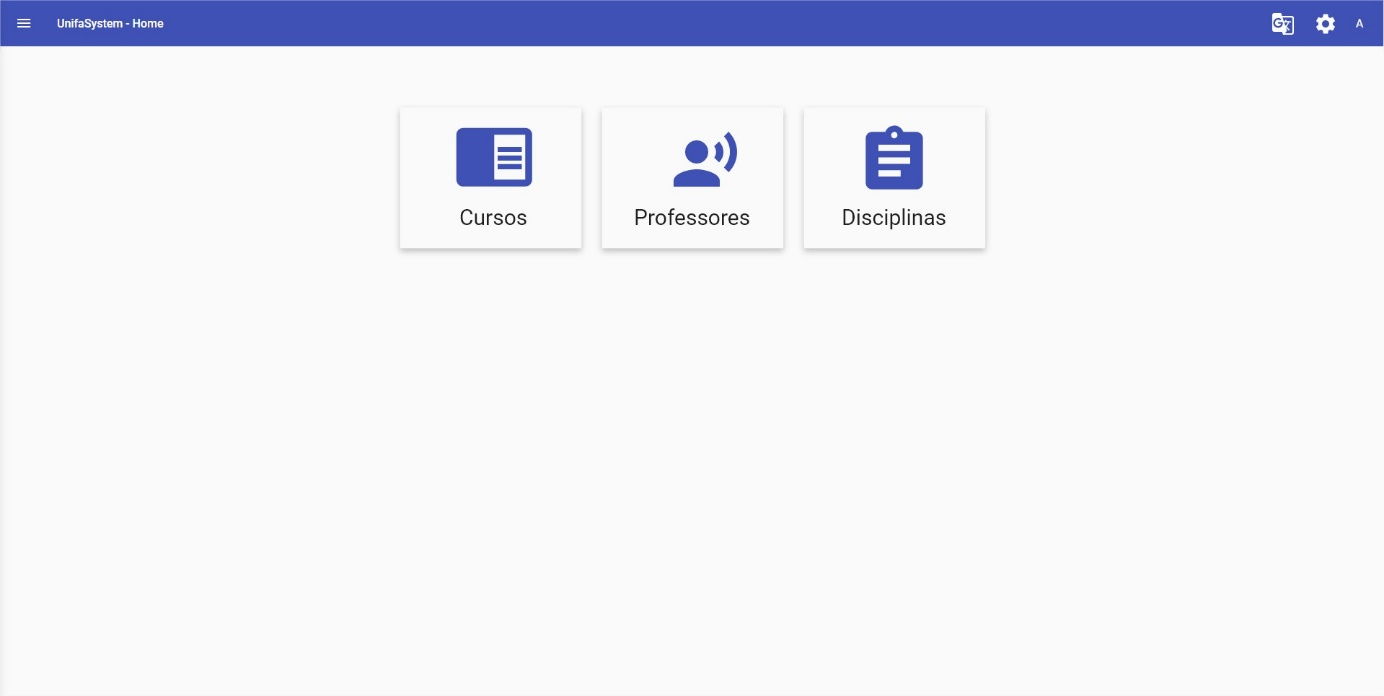 UnifaSystem - Home
A
Cursos
Professores
Disciplinas